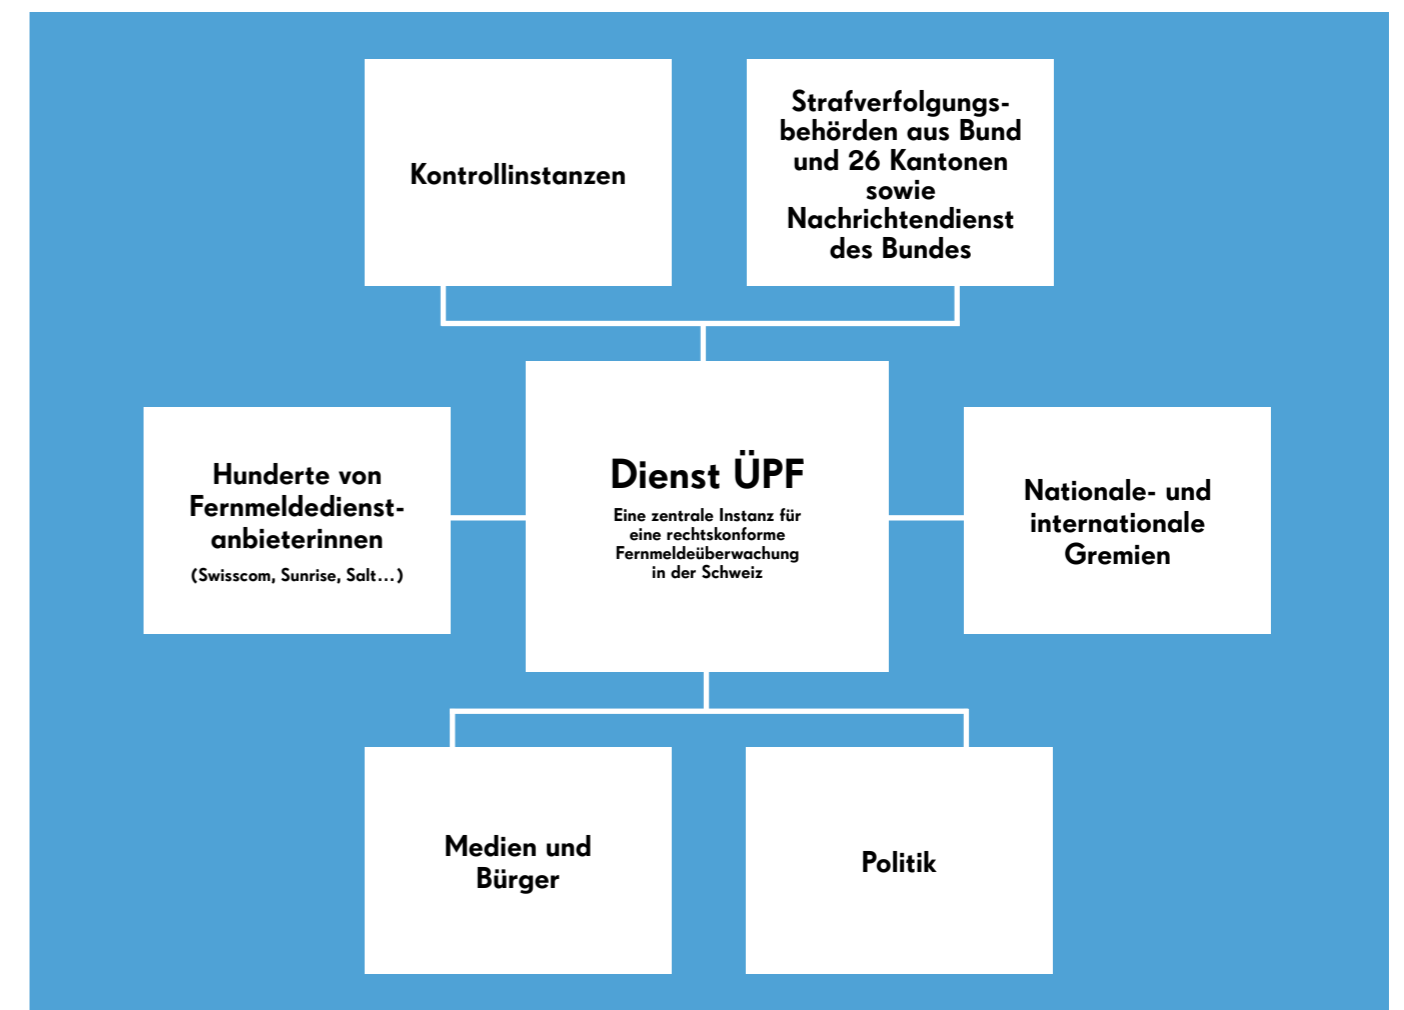 Kontrollinstanzen
Strafverfolgungs-
behörden aus Bund
und 26 Kantonen
sowie
Nachrichtendienst
des Bundes
Hunderte von
Fernmeldedienst-
anbieterinnen
(Swisscom, Sunrise, Salt...)
Dienst ÜPF
Eine zentrale Instanz für
eine rechtskonforme
Fernmeldeüberwachung
in der Schweiz
Nationale- und
internationale
Gremien
Medien und
Bürger
Politik